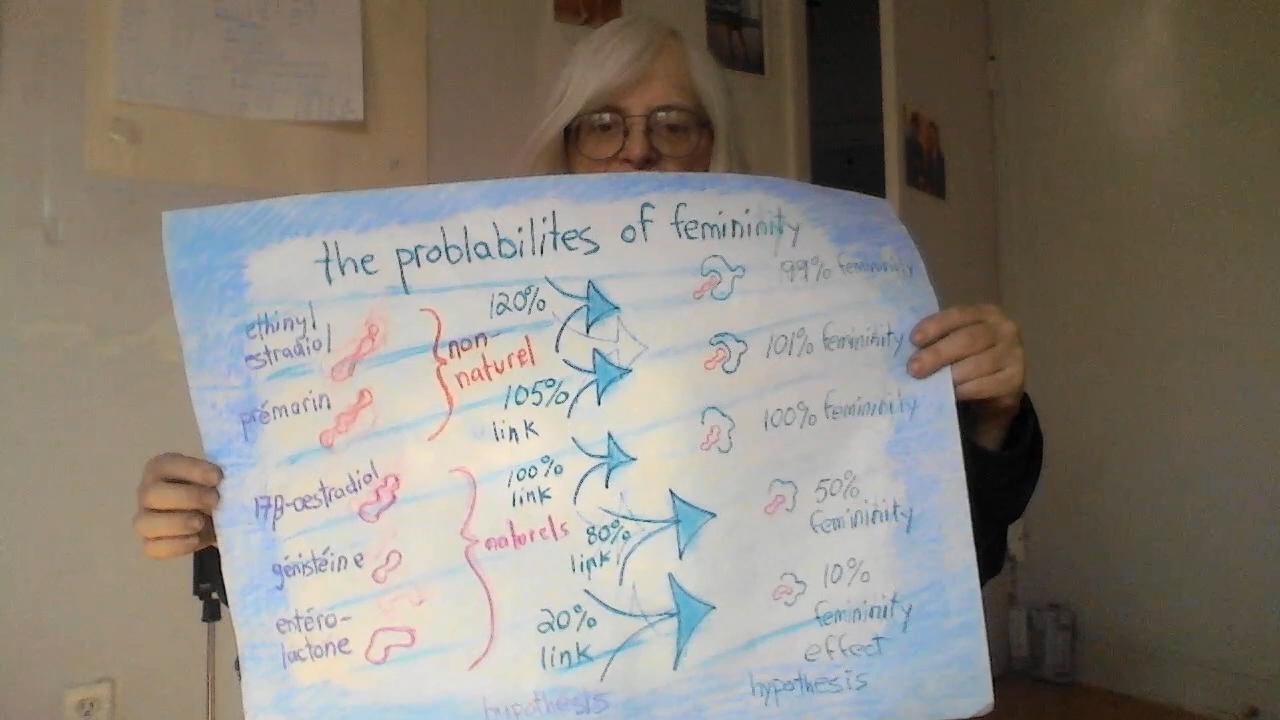 the problabilites of femininity
ethinyl
estradiol
prémarin
17β-oestradiol
génistéine
entéro-
lactone
non-
naturel
naturels
120%
105%
link
100%
link
80%
link
20%
link
hypothesis
99% femininity
101% femininity
100% femininity
50%
femininity
10%
femininity
effect
hypothesis